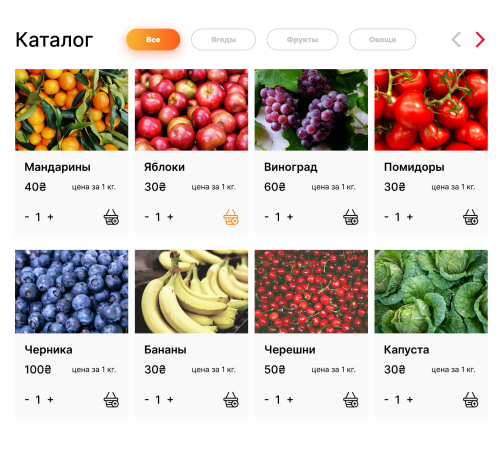 Каталог Все Ягоды Фрукты Овощи
Мандарины Яблоки Виноград Помидоры
40₴ цена за 1 кг. 30₴ цена за 1 кг. 60₴ цена за 1 кг. 30₴ цена за 1 кг.
- 1 + - 1 + - 1 + - 1 +
Черника Бананы Черешни Капуста
100₴ цена за 1 кг. 30₴ цена за 1 кг. 50₴ цена за 1 кг. 30₴ цена за 1 кг.
- 1 + - 1 + - 1 + - 1 +